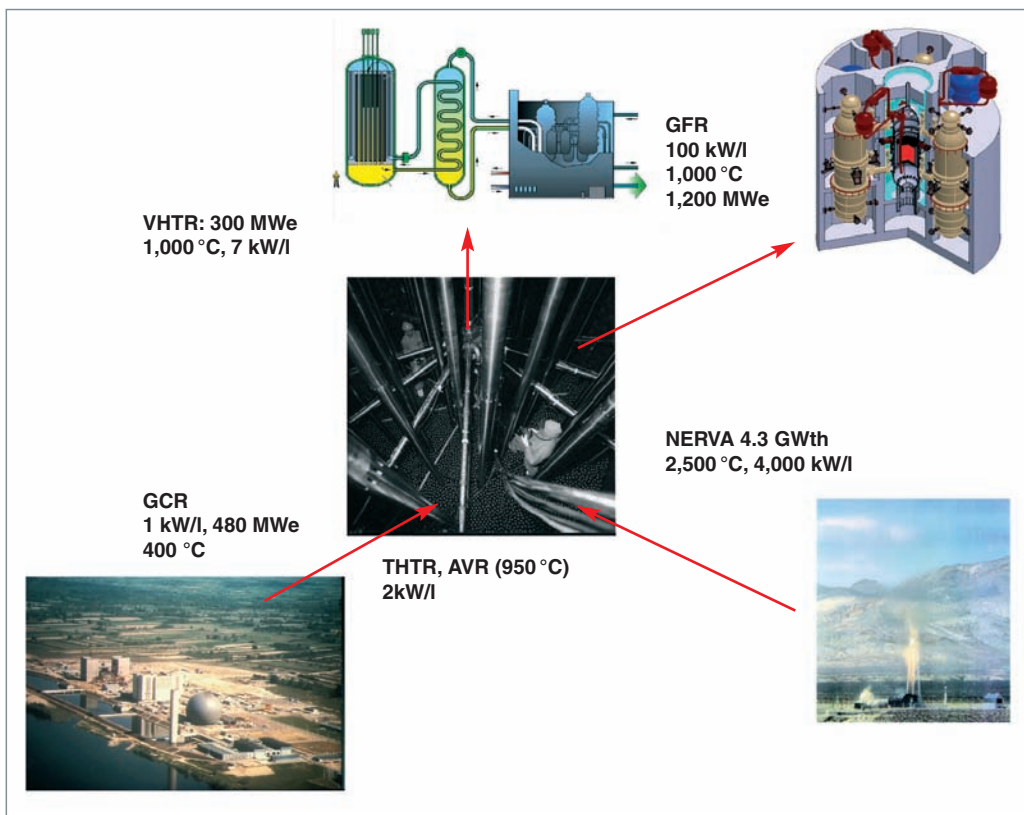 GFR
100 kW/l
1,000 °C
1,200 MWe
VHTR: 300 MWe
1,000 °C, 7 kW/l
NERVA 4.3 GWth
2,500 °C, 4,000 kW/l
GCR
1 kW/l, 480 MWe
400 °C
THTR, AVR (950 °C)
2kW/l